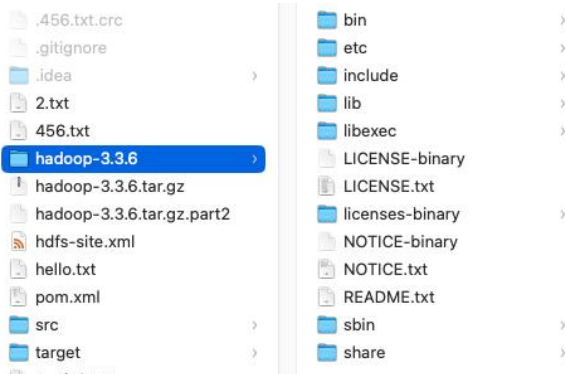 .456.txt.crc
.gitignore
.idea
2.txt
456.txt
hadoop-3.3.6
hadoop-3.3.6.tar.gz
hadoop-3.3.6.tar.gz.part2
hdfs-site.xml
hello.txt
pom.xml
src
target
bin
etc
include
lib
libexec
LICENSE-binary
LICENSE.txt
licenses-binary
NOTICE-binary
NOTICE.txt
README.txt
sbin
share